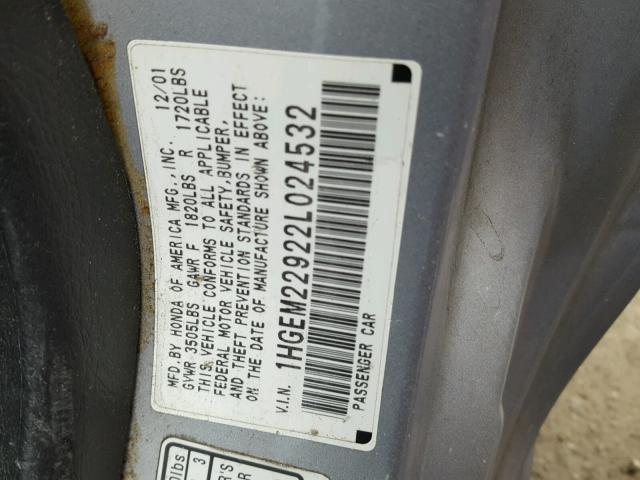 MFD.BY HONDA OF AMERICA MFG.,INC. 12/01
GVWR 3505LBS GAWR F 1820LBS R 1720LBS
THIS VEHICLE CONFORMS TO ALL APPLICABLE
FEDERAL MOTOR VEHICLE SAFETY,BUMPER,
AND THEFT PREVENTION STANDARDS IN EFFECT
ON THE DATE OF MANUFACTURE SHOWN ABOVE:
V.I.N. 1HGEM22922L024532
PASSENGER CAR
lbs
3